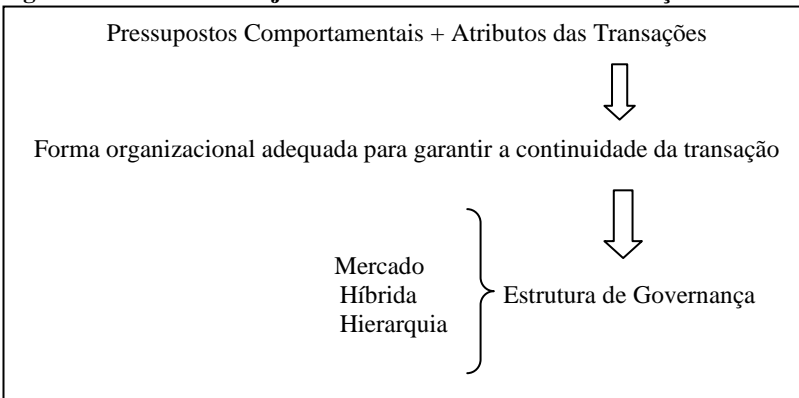 Pressupostos Comportamentais + Atributos das Transações
Forma organizacional adequada para garantir a continuidade da transação
Mercado
Híbrida
Hierarquia
Estrutura de Governança